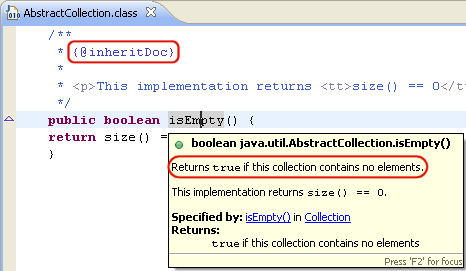 AbstractCollection.class
/**
* {@inheritDoc}
*
* <p>This implementation returns <tt>size() == 0</t
*/
public boolean isEmpty() {
return size() =
}
boolean java.util.AbstractCollection.isEmpty()
Returns true if this collection contains no elements.
This implementation returns size() == 0.
Specified by: isEmpty() in Collection
Returns:
true if this collection contains no elements
Press 'F2' for focus